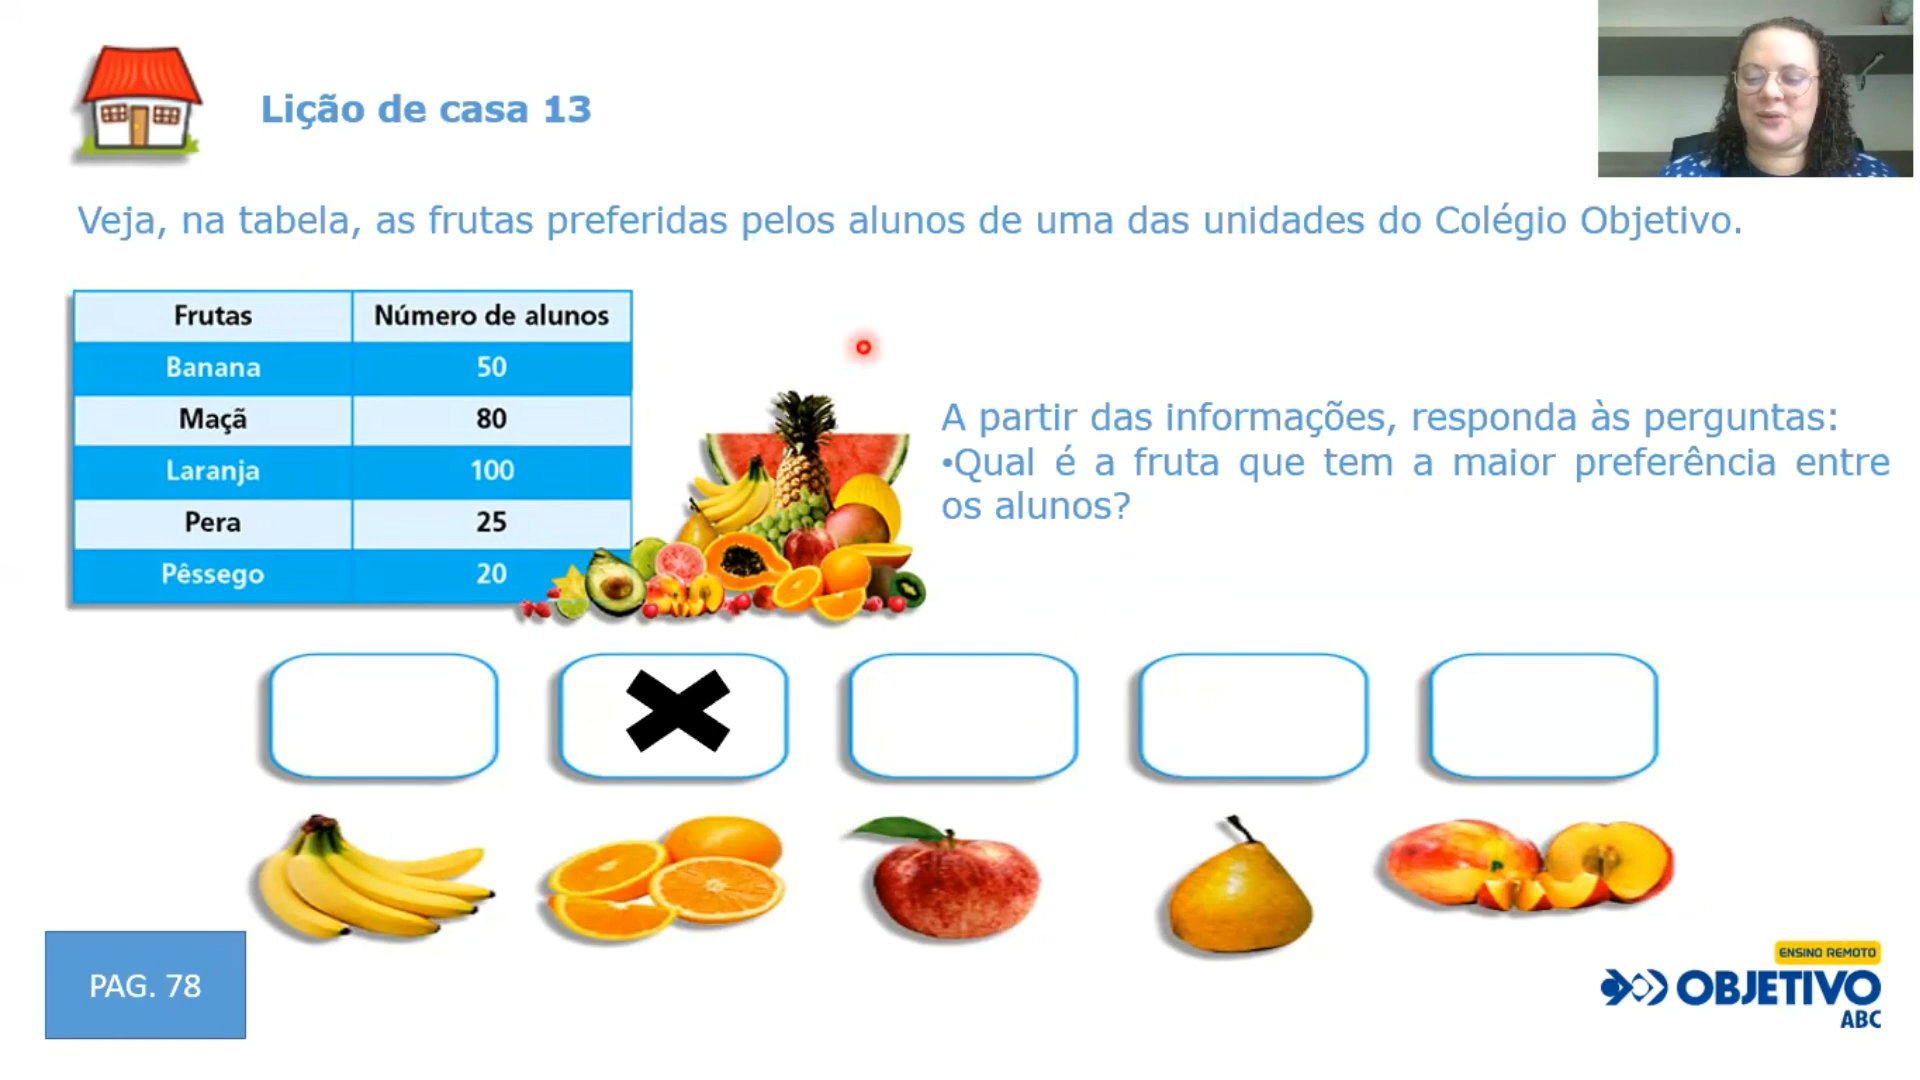 Lição de casa 13
Veja, na tabela, as frutas preferidas pelos alunos de uma das unidades do Colégio Objetivo.
Frutas Número de alunos
Banana 50
Maçã 80
Laranja 100
Pera 25
Pêssego 20
A partir das informações, responda às perguntas:
•Qual é a fruta que tem a maior preferência entre
os alunos?
PAG. 78
ENSINO REMOTO
OBJETIVO
ABC